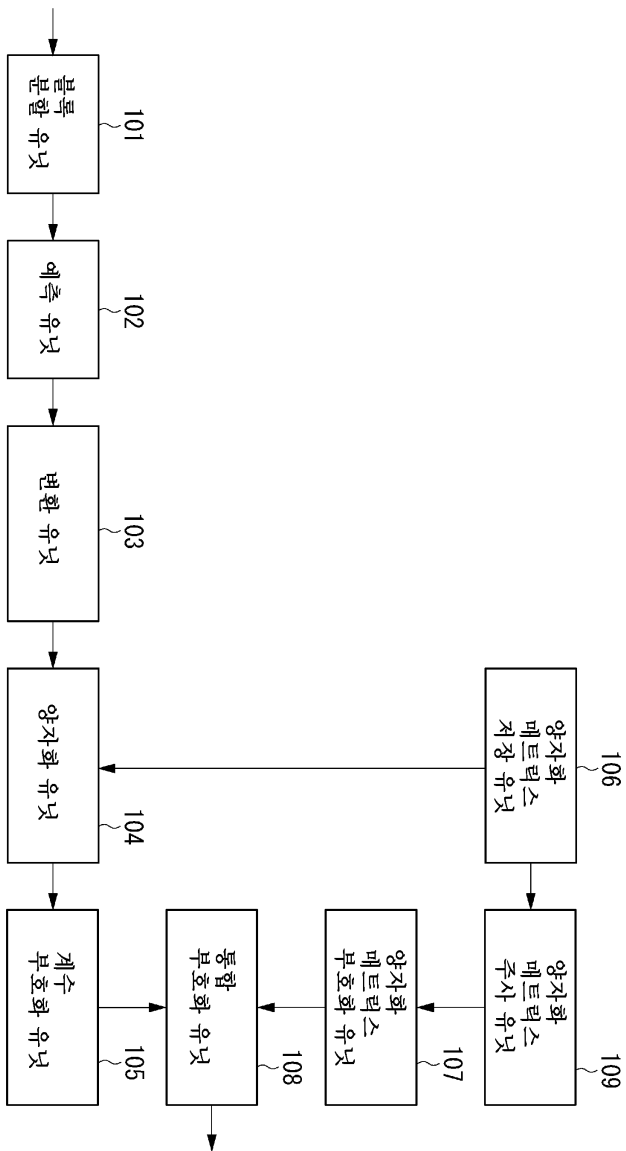 블록
분할 유닛
101
예측 유닛
102
변환 유닛
103
양자화 유닛
104
계수
부호화 유닛
105
양자화
매트릭스
저장 유닛
106
양자화
매트릭스
부호화 유닛
107
통합
부호화 유닛
108
양자화
매트릭스
주사 유닛
109